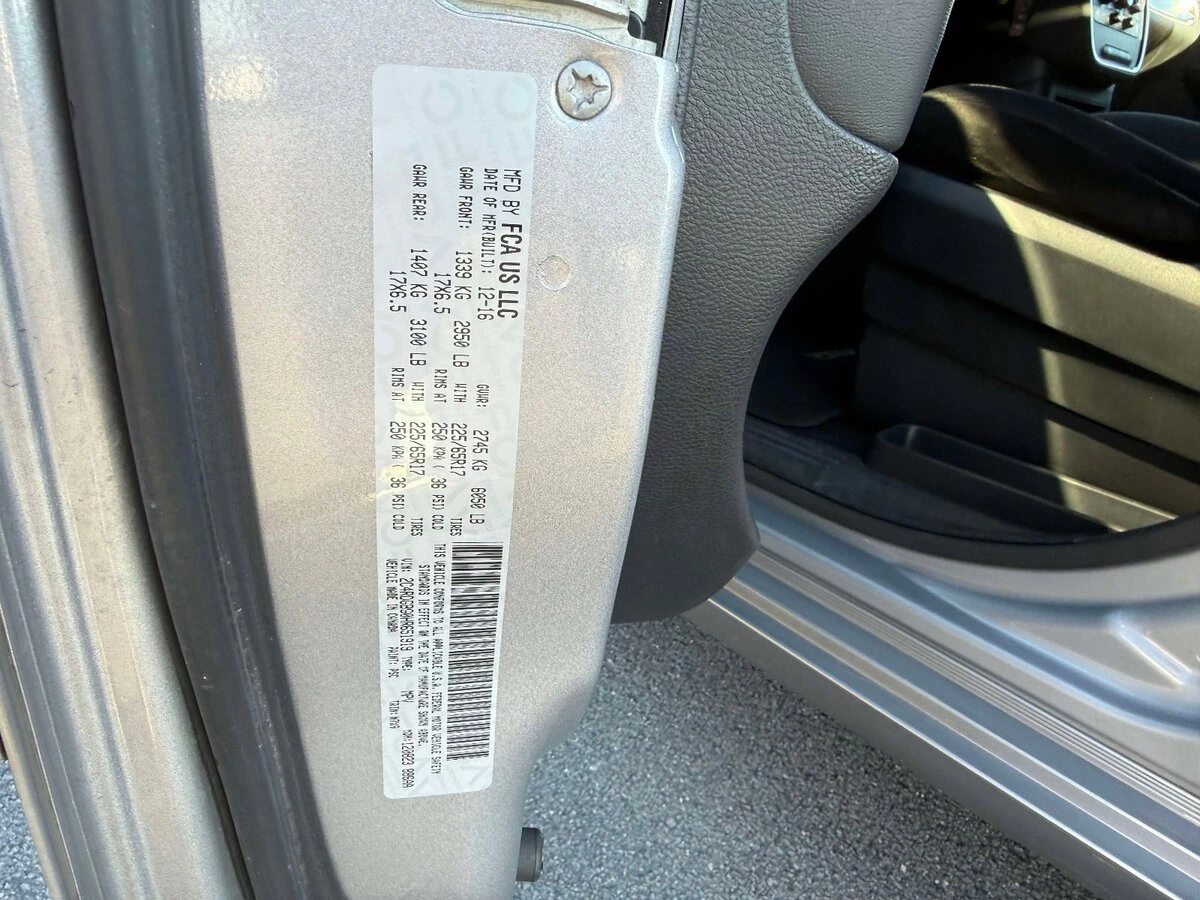 MFD BY FCA US LLC
DATE OF MFR(BUILT): 12-16 GVWR: 2745 KG 6050 LB
GAWR FRONT: 1339 KG 2950 LB WITH 225/65R17 TIRES
17X6.5 RIMS AT 250 KPA ( 36 PSI) COLD
GAWR REAR: 1407 KG 3100 LB WITH 225/65R17 TIRES
17X6.5 RIMS AT 250 KPA ( 36 PSI) COLD
THIS VEHICLE CONFORMS TO ALL APPLICABLE U.S.A. FEDERAL MOTOR VEHICLE SAFETY
STANDARDS IN EFFECT ON THE DATE OF MANUFACTURE SHOWN ABOVE.
VIN: TYPE: MPV
VEHICLE MADE IN CANADA PAINT: TRIM: